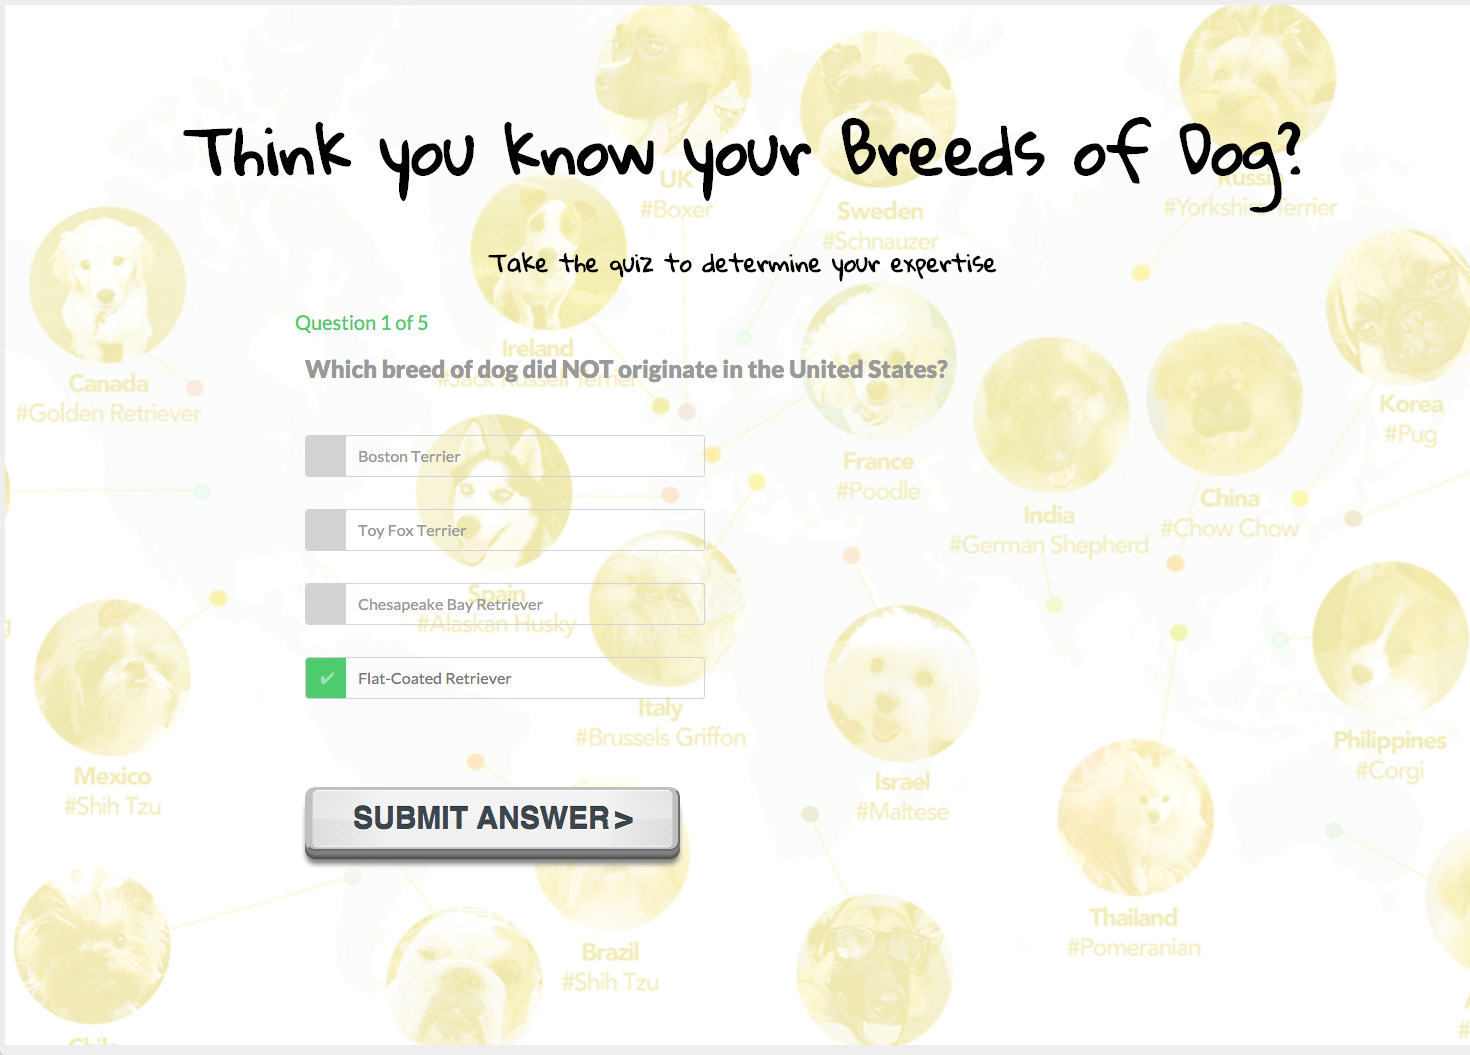 Think you know your Breeds of Dog?
Take the quiz to determine your expertise
UK
#Boxer
Sweden
#Schnauzer
Russia
#Yorkshire Terrier
Canada
#Golden Retriever
Ireland
#Jack Russell Terrier
Question 1 of 5
Which breed of dog did NOT originate in the United States?
Korea
#Pug
Boston Terrier
France
#Poodle
India
#German Shepherd
China
#Chow Chow
Toy Fox Terrier
Spain
#Alaskan Husky
Chesapeake Bay Retriever
✔ Flat-Coated Retriever
Italy
#Brussels Griffon
Philippines
#Corgi
Mexico
#Shih Tzu
Israel
#Maltese
SUBMIT ANSWER >
Thailand
#Pomeranian
Brazil
#Shih Tzu
Chile